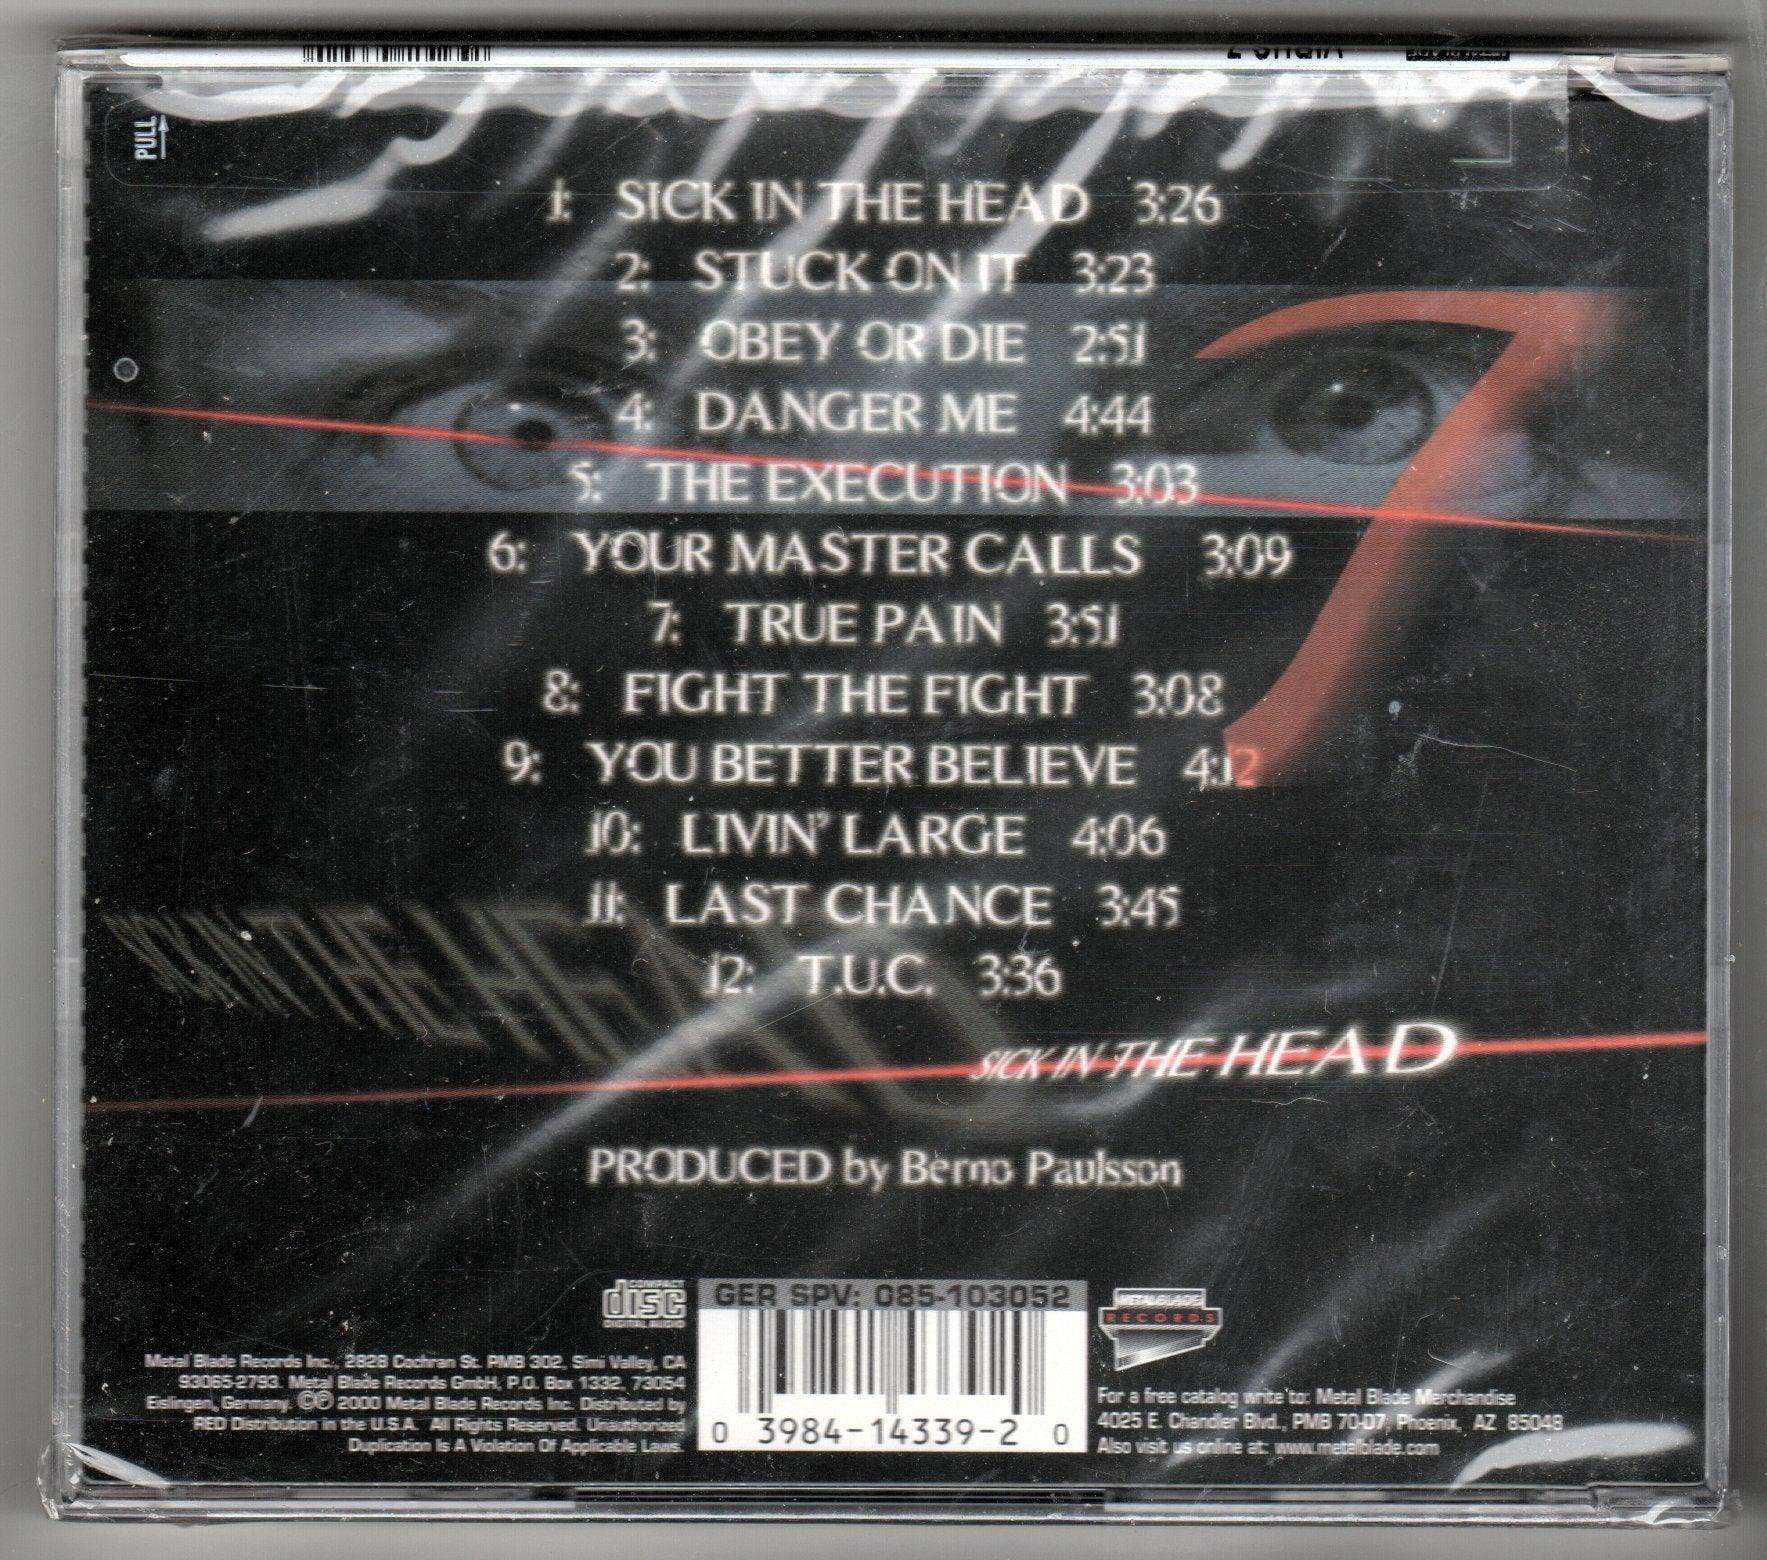 PULL
1: SICK IN THE HEAD 3:26
2: STUCK ON IT 3:23
3: OBEY OR DIE 2:51
4: DANGER ME 4:44
5: THE EXECUTION 3:03
6: YOUR MASTER CALLS 3:09
7: TRUE PAIN 3:51
8: FIGHT THE FIGHT 3:08
9: YOU BETTER BELIEVE 4:12
10: LIVIN' LARGE 4:06
11: LAST CHANCE 3:45
12: T.U.C. 3:36
7
SICK IN THE HEAD
SICK IN THE HEAD
PRODUCED by Berno Paulsson
COMPACT
disc
DIGITAL AUDIO
GER SPV: 085-103052
0 3984-14339-2 0
METAL BLADE
RECORDS
Metal Blade Records Inc., 2828 Cochran St. PMB 302, Simi Valley, CA
93065-2793. Metal Blade Records GmbH, P.O. Box 1332, 73054
Eislingen, Germany. ©℗ 2000 Metal Blade Records Inc. Distributed by
RED Distribution in the U.S.A. All Rights Reserved. Unauthorized
Duplication Is A Violation Of Applicable Laws.
For a free catalog write to: Metal Blade Merchandise
4025 E. Chandler Blvd., PMB 70-D7, Phoenix, AZ 85048
Also visit us online at: www.metalblade.com